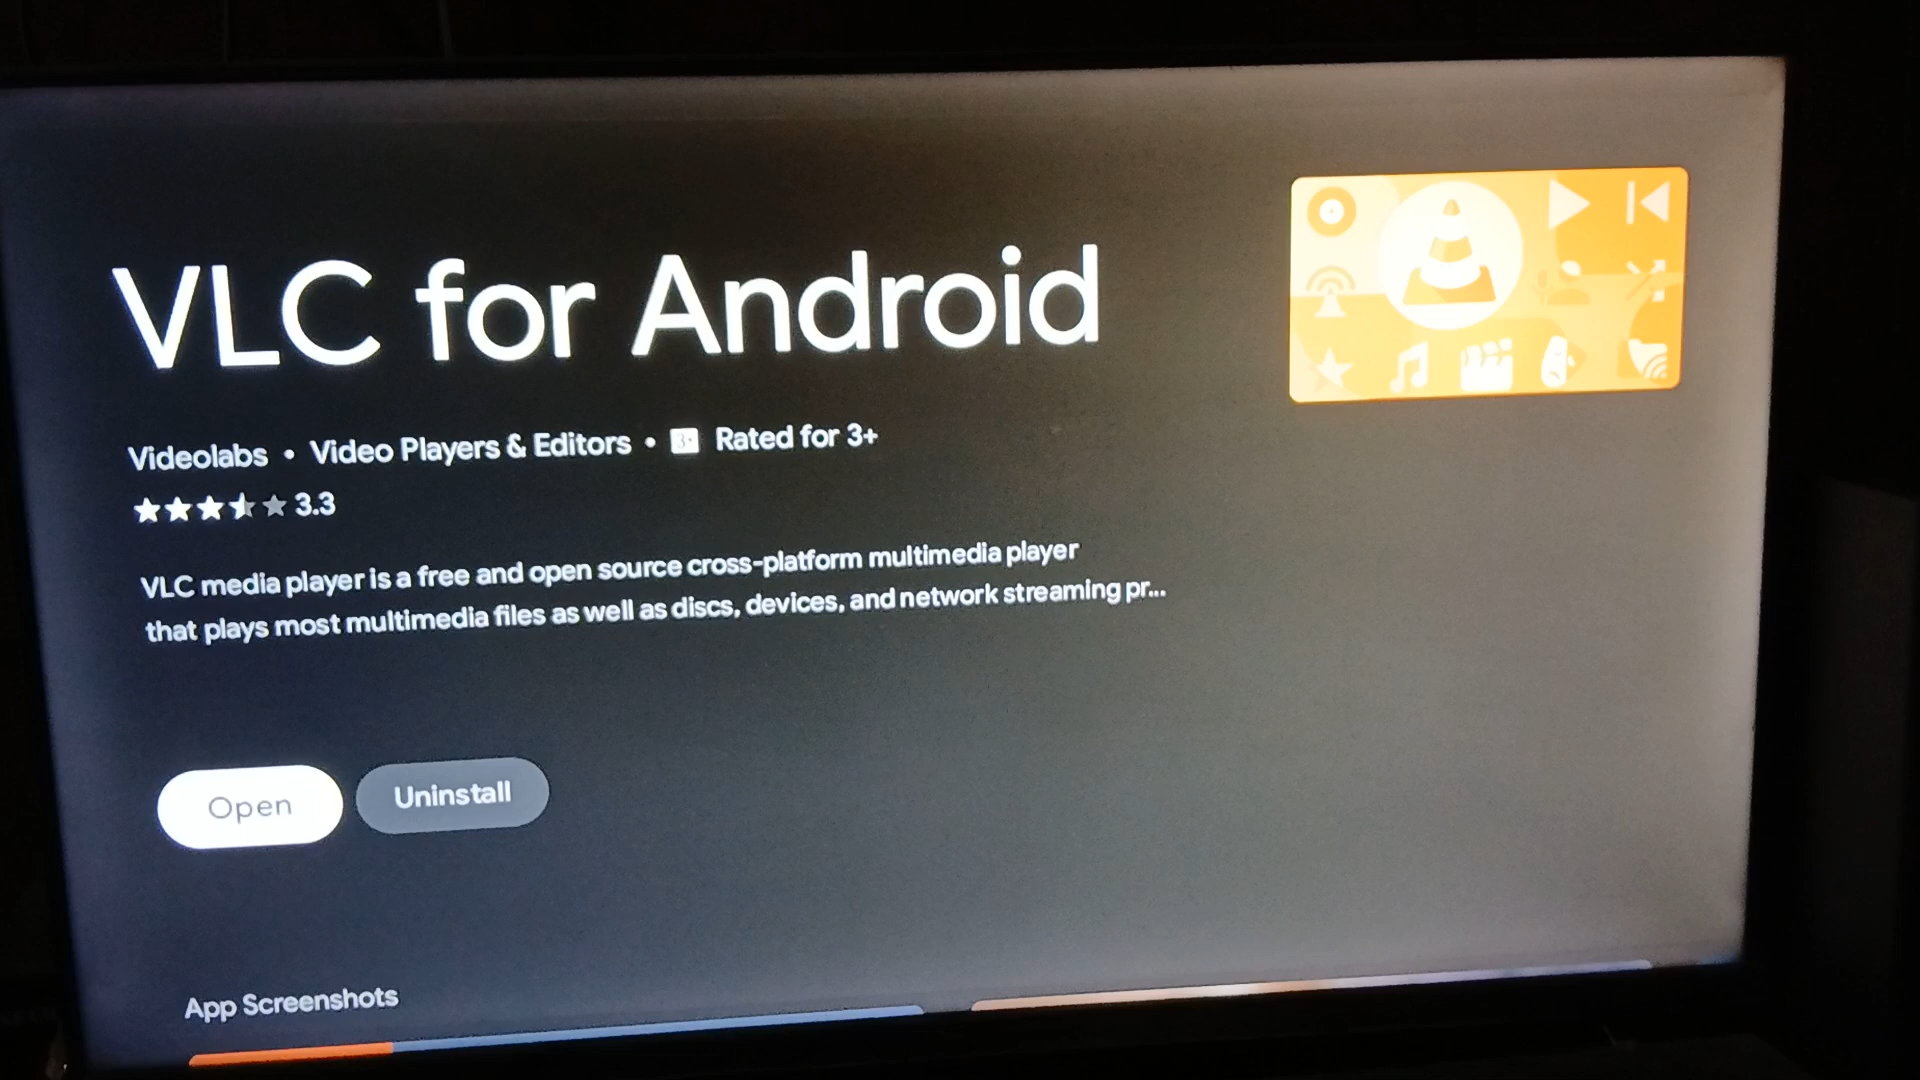 VLC for Android
Videolabs • Video Players & Editors • 3+ Rated for 3+
3.3
VLC media player is a free and open source cross-platform multimedia player
that plays most multimedia files as well as discs, devices, and network streaming pr...
Open
Uninstall
App Screenshots